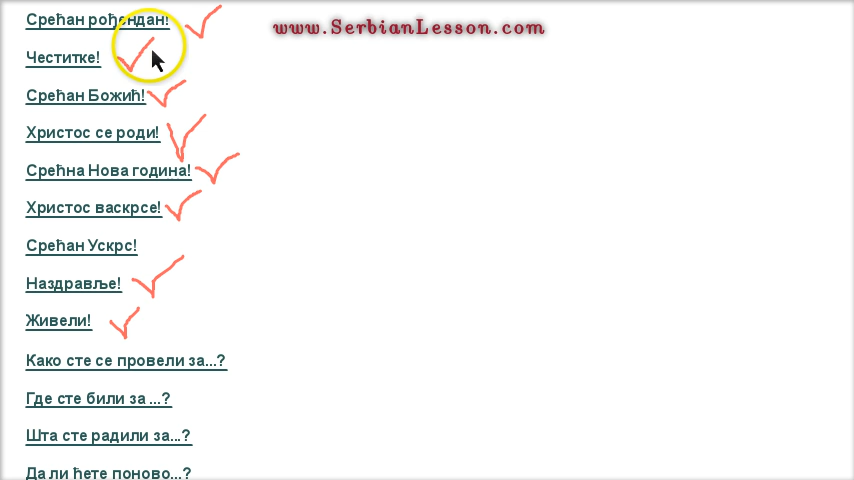 Срећан рођендан!
www.SerbianLesson.com
Честитке!
Срећан Божић!
Христос се роди!
Срећна Нова година!
Христос васкрсе!
Срећан Ускрс!
Наздравље!
Живели!
Како сте се провели за...?
Где сте били за ...?
Шта сте радили за...?
Да ли ћете поново...?